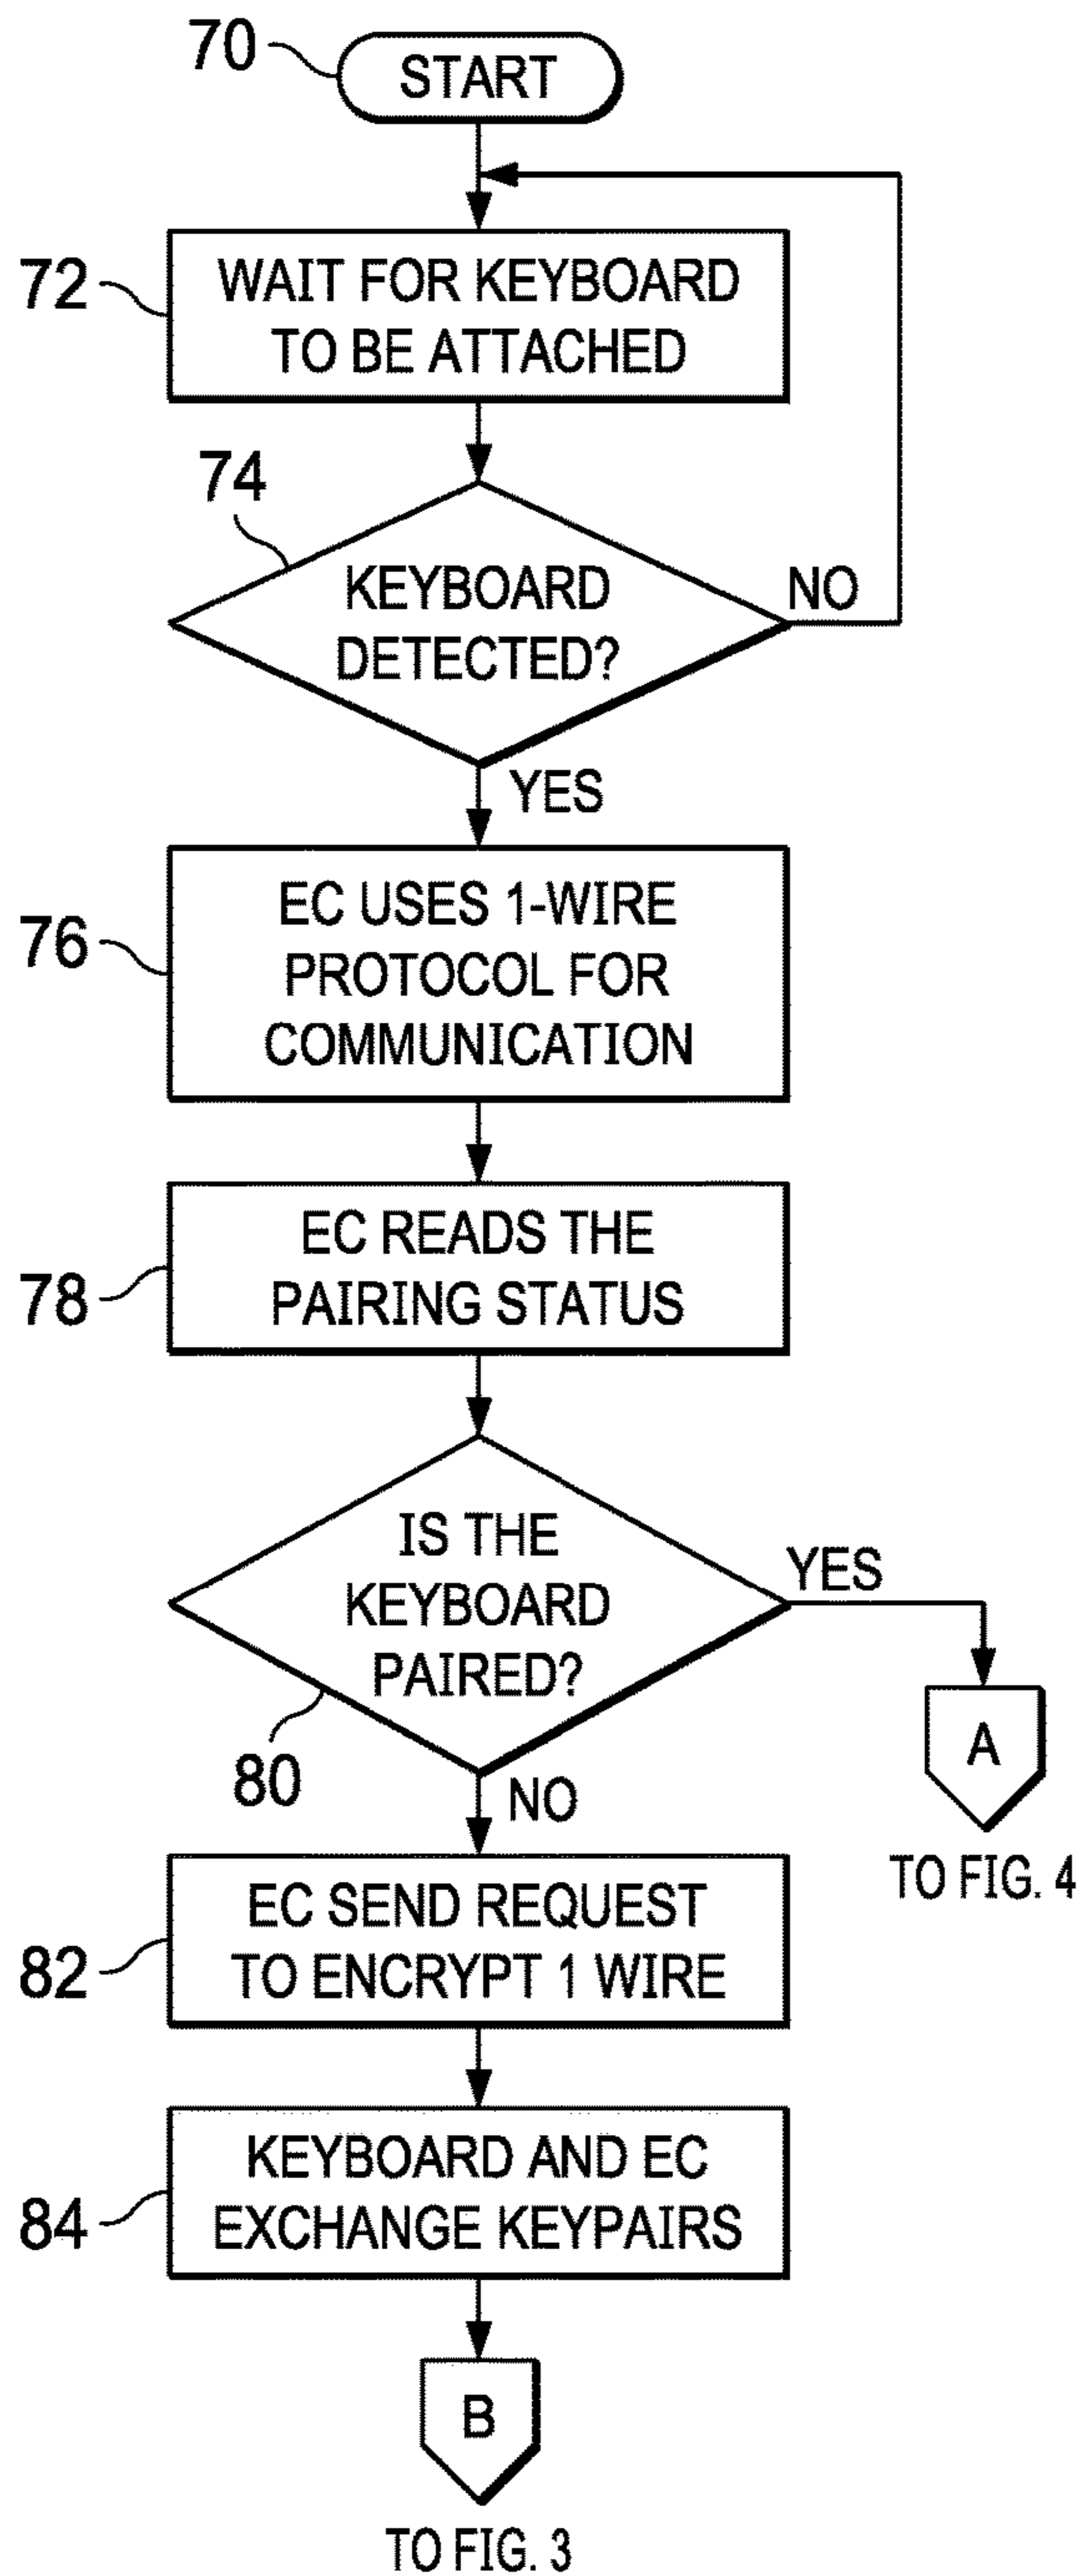 70
START
72
WAIT FOR KEYBOARD
TO BE ATTACHED
74
KEYBOARD
DETECTED?
NO
YES
76
EC USES 1-WIRE
PROTOCOL FOR
COMMUNICATION
78
EC READS THE
PAIRING STATUS
IS THE
KEYBOARD
PAIRED?
YES
80
NO
A
TO FIG. 4
82
EC SEND REQUEST
TO ENCRYPT 1 WIRE
84
KEYBOARD AND EC
EXCHANGE KEYPAIRS
B
TO FIG. 3